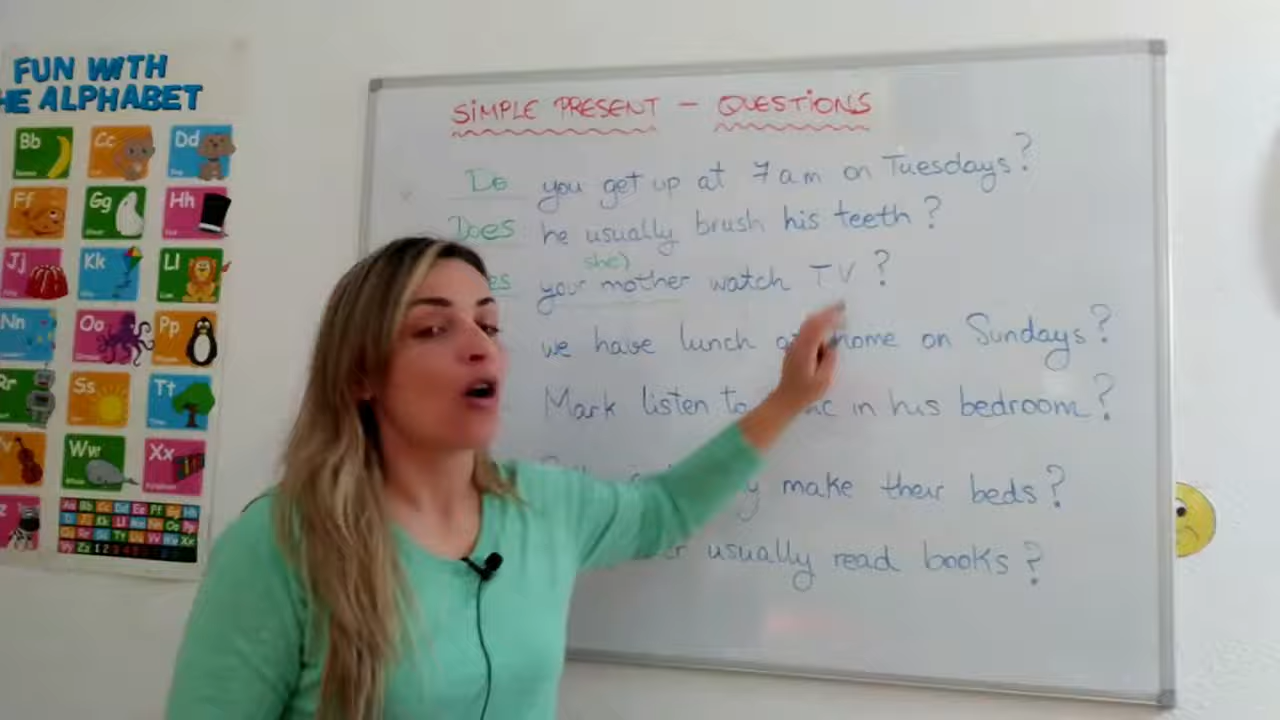 FUN WITH
HE ALPHABET
Bb Cc Dd
Ff Gg Hh
Jj Kk Ll
Nn Oo Pp
Rr Ss Tt
Ww Xx
SIMPLE PRESENT - QUESTIONS
Do you get up at 7 am on Tuesdays?
Does he usually brush his teeth?
she)
es your mother watch TV?
we have lunch at home on Sundays?
Mark listen to in his bedroom?
make their beds?
usually read books?